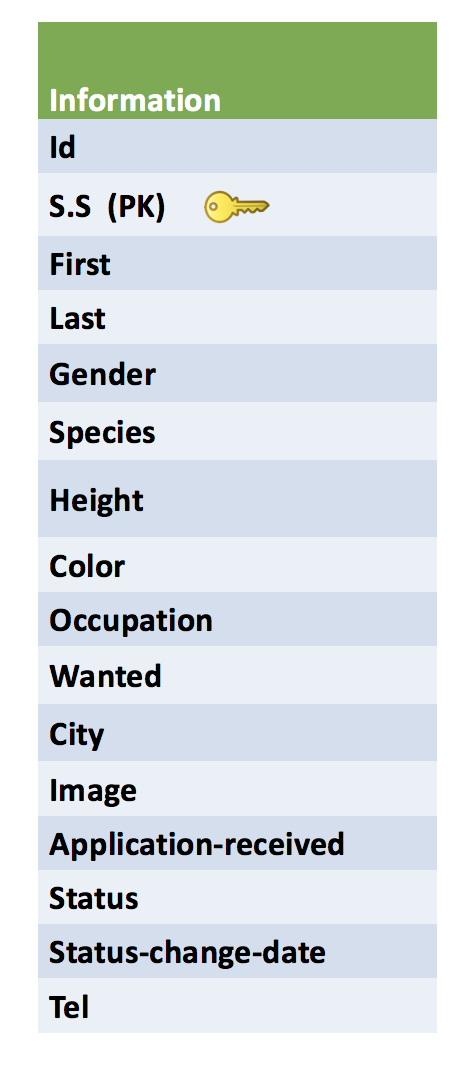 Information
Id
S.S (PK)
First
Last
Gender
Species
Height
Color
Occupation
Wanted
City
Image
Application-received
Status
Status-change-date
Tel